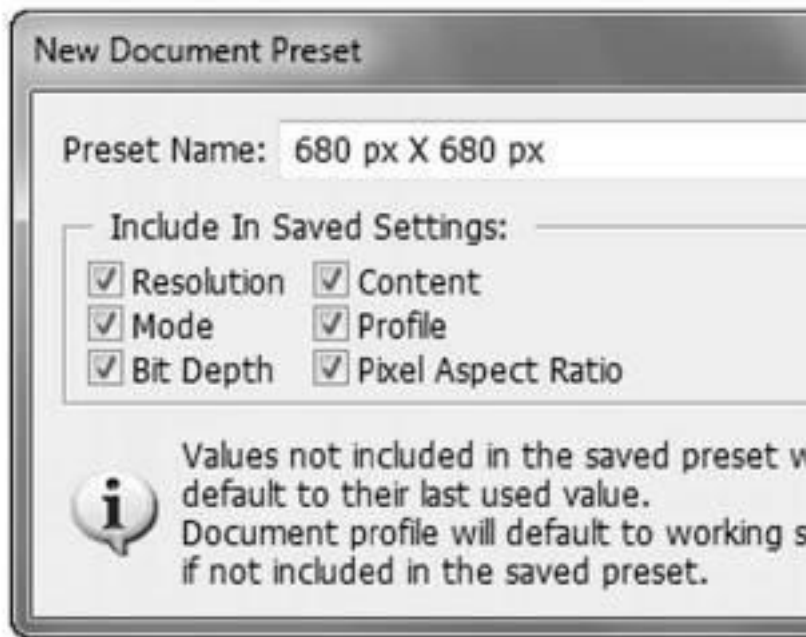 New Document Preset
Preset Name: 680 px X 680 px
Include In Saved Settings:
Resolution Content
Mode Profile
Bit Depth Pixel Aspect Ratio
Values not included in the saved preset
default to their last used value.
Document profile will default to working
if not included in the saved preset.